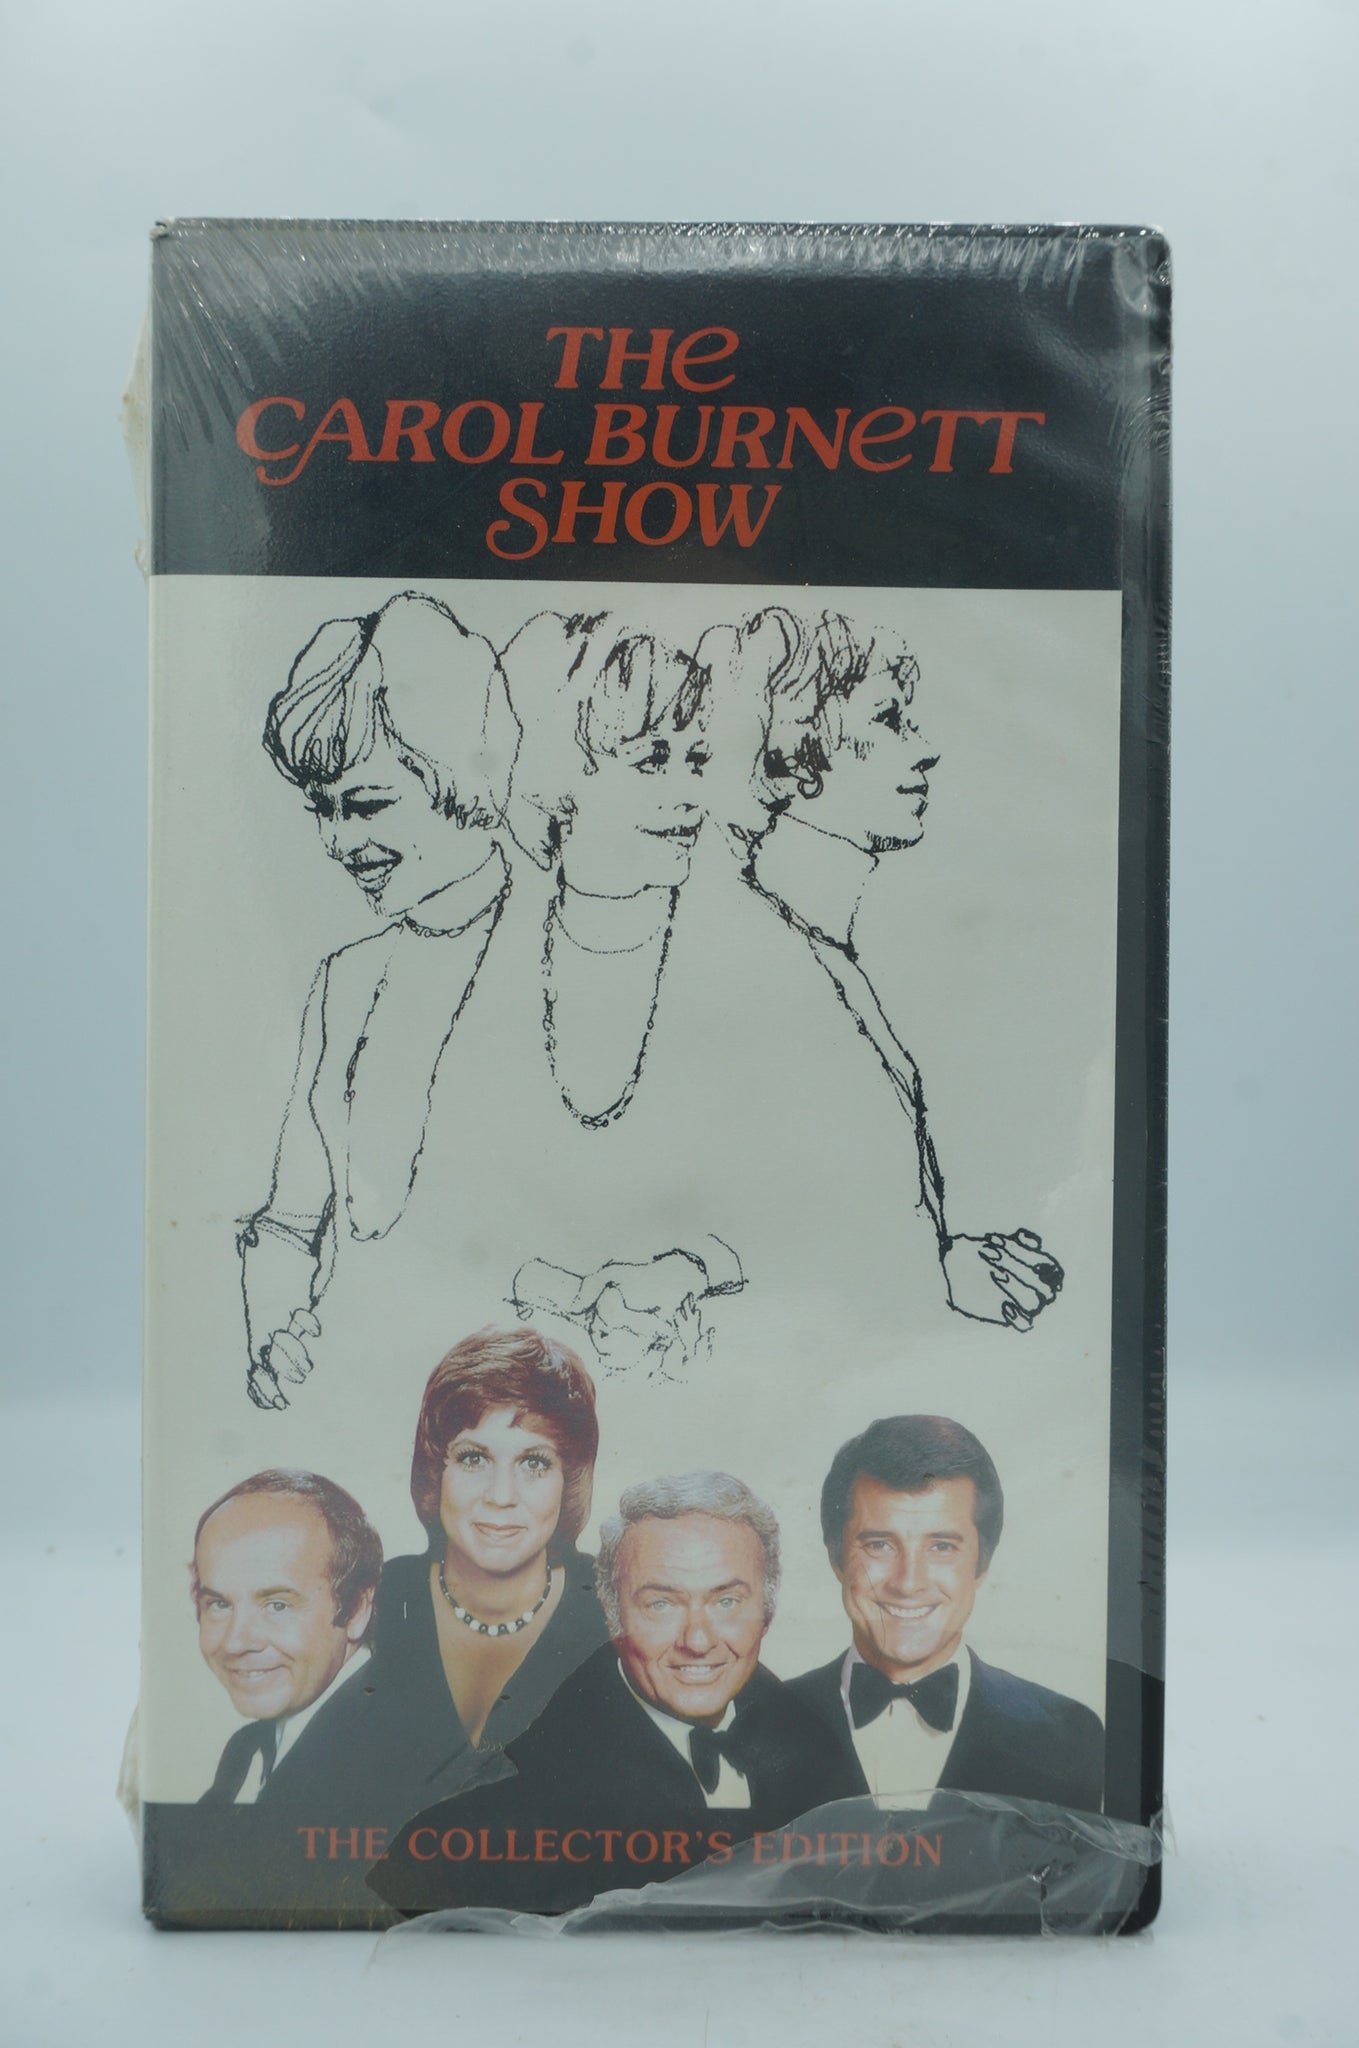 THE
CAROL BURNETT
SHOW
THE COLLECTOR'S EDITION